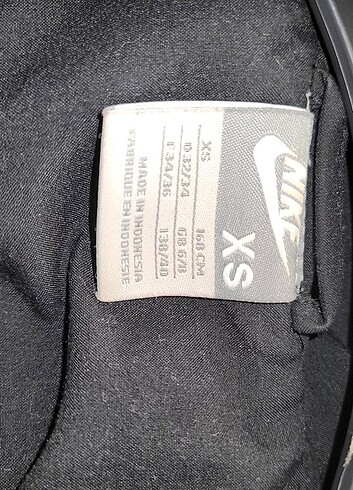 NIKE
XS
XS 168 CM
D 32/34 GB 6/8
F 34/36 I 38/40
MADE IN INDONESIA
FABRIQUE EN INDONESIE